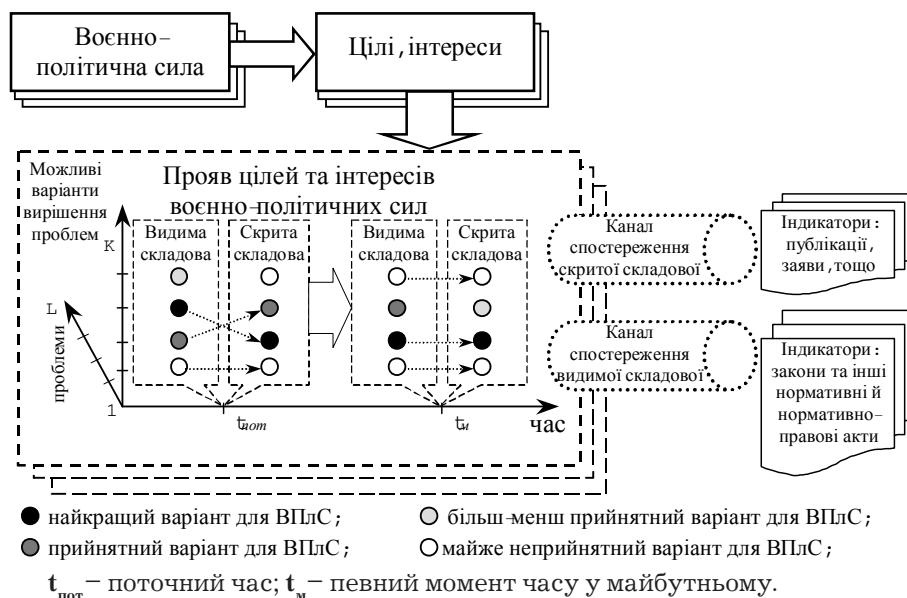 Воєнно–
політична сила
Цілі, інтереси
Можливі
варіанти
вирішення
проблем
Прояв цілей та інтересів
воєнно–політичних сил
K
L
проблеми
1
Видима
складова
Скрита
складова
Видима
складова
Скрита
складова
tпот
tм
час
Канал
спостереження
скритої складової
Канал
спостереження
видимої складової
Індикатори:
публікації,
заяви, тощо
Індикатори:
закони та інші
нормативні й
нормативно–
правові акти
найкращий варіант для ВПлС;
більш–менш прийнятний варіант для ВПлС;
прийнятний варіант для ВПлС;
майже неприйнятний варіант для ВПлС;
tпот – поточний час; tм – певний момент часу у майбутньому.